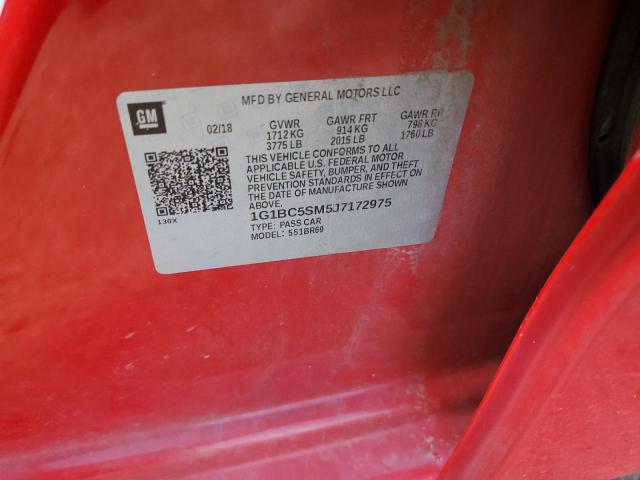 MFD BY GENERAL MOTORS LLC
GM
02/18 GVWR GAWR FRT GAWR RR
1712 KG 914 KG 798 KG
3775 LB 2015 LB 1760 LB
THIS VEHICLE CONFORMS TO ALL
APPLICABLE U.S. FEDERAL MOTOR
VEHICLE SAFETY, BUMPER, AND THEFT
PREVENTION STANDARDS IN EFFECT ON
THE DATE OF MANUFACTURE SHOWN
ABOVE.
130X
1G1BC5SM5J7172975
TYPE: PASS CAR
MODEL: 551BR69